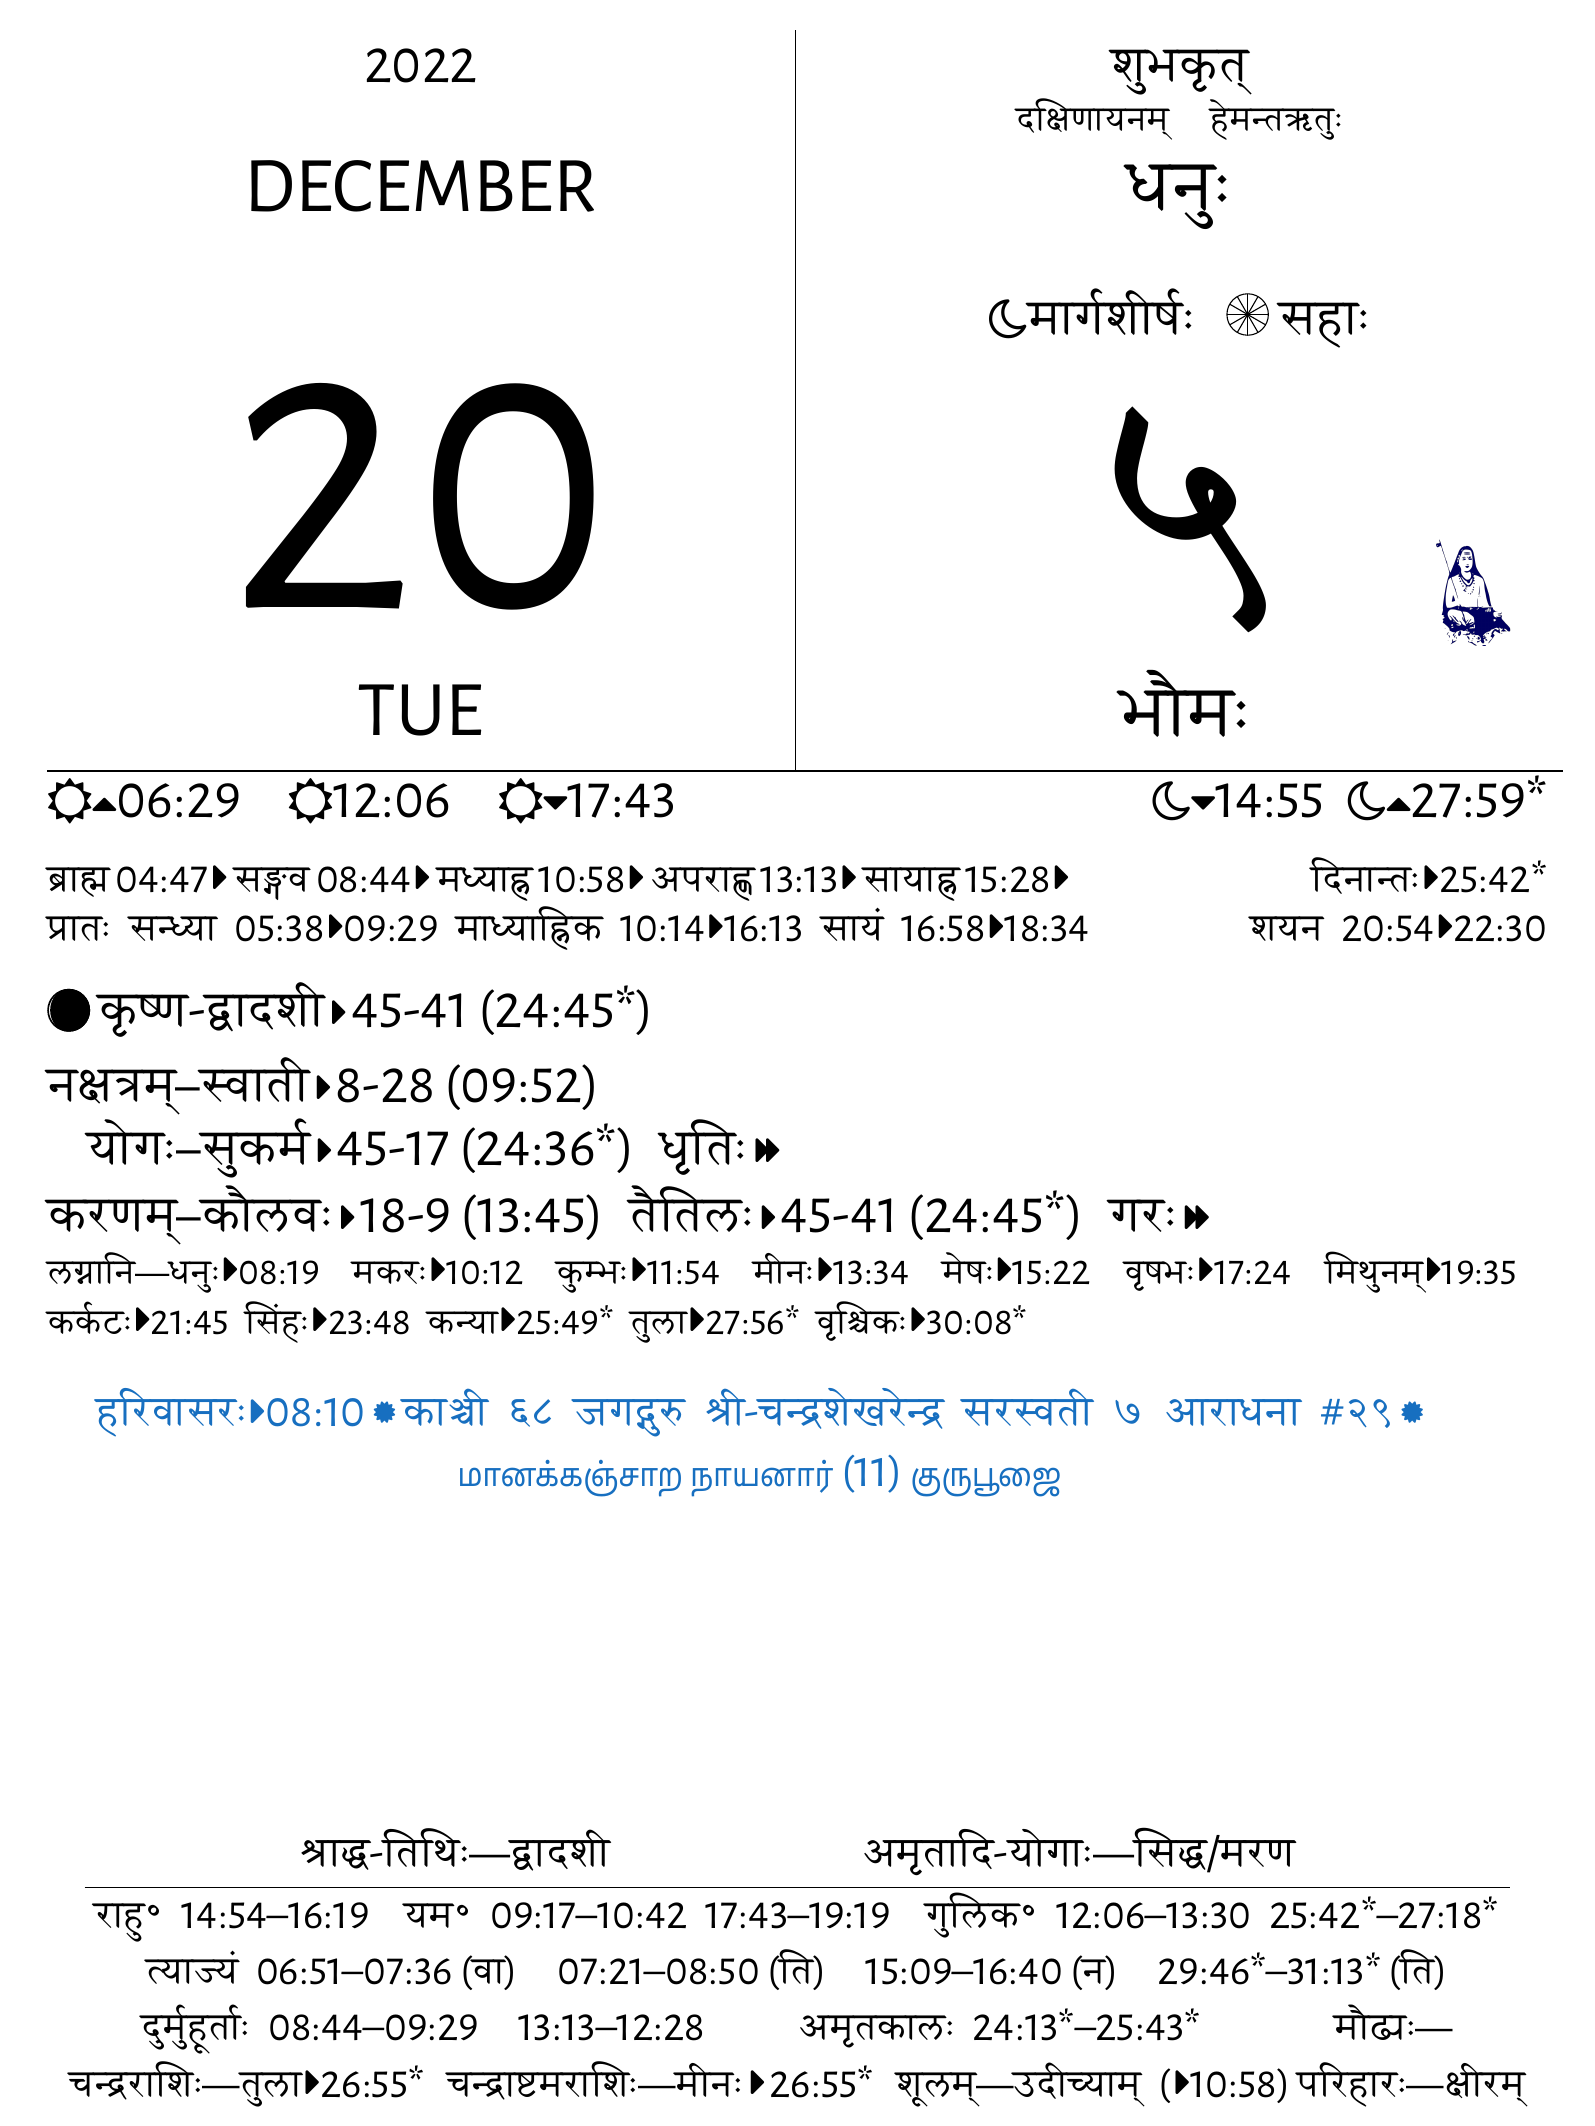 2022
DECEMBER
20
TUE
शुभकृत्
दक्षिणायनम् हेमन्तऋतुः
धनुः
मार्गशीर्षः सहाः
५
भौमः
06:29 12:06 17:43 14:55 27:59*
ब्राह्म 04:47 सङ्गव 08:44 मध्याह्न 10:58 अपराह्ण 13:13 सायाह्न 15:28 दिनान्तः 25:42*
प्रातः सन्ध्या 05:38 09:29 माध्याह्निक 10:14 16:13 सायं 16:58 18:34 शयन 20:54 22:30
कृष्ण-द्वादशी 45-41 (24:45*)
नक्षत्रम्–स्वाती 8-28 (09:52)
योगः–सुकर्म 45-17 (24:36*) धृतिः
करणम्–कौलवः 18-9 (13:45) तैतिलः 45-41 (24:45*) गरः
लग्नानि—धनुः 08:19 मकरः 10:12 कुम्भः 11:54 मीनः 13:34 मेषः 15:22 वृषभः 17:24 मिथुनम् 19:35
कर्कटः 21:45 सिंहः 23:48 कन्या 25:49* तुला 27:56* वृश्चिकः 30:08*
हरिवासरः 08:10 काञ्ची ६८ जगद्गुरु श्री-चन्द्रशेखरेन्द्र सरस्वती ७ आराधना #२९
மானக்கஞ்சாற நாயனார் (11) குருபூஜை
श्राद्ध-तिथिः—द्वादशी अमृतादि-योगाः—सिद्ध/मरण
राहु॰ 14:54–16:19 यम॰ 09:17–10:42 17:43–19:19 गुलिक॰ 12:06–13:30 25:42*–27:18*
त्याज्यं 06:51–07:36 (वा) 07:21–08:50 (ति) 15:09–16:40 (न) 29:46*–31:13* (ति)
दुर्मुहूर्ताः 08:44–09:29 13:13–12:28 अमृतकालः 24:13*–25:43* मौढ्यः—
चन्द्रराशिः—तुला 26:55* चन्द्राष्टमराशिः—मीनः 26:55* शूलम्—उदीच्याम् (10:58) परिहारः—क्षीरम्